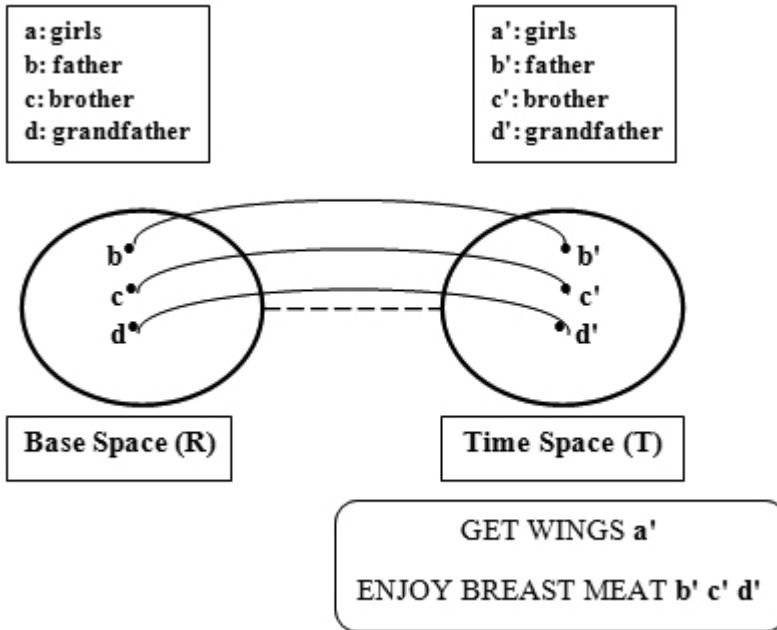 a: girls
b: father
c: brother
d: grandfather
a': girls
b': father
c': brother
d': grandfather
b
c
d
b'
c'
d'
Base Space (R)
Time Space (T)
GET WINGS a'
ENJOY BREAST MEAT b' c' d'